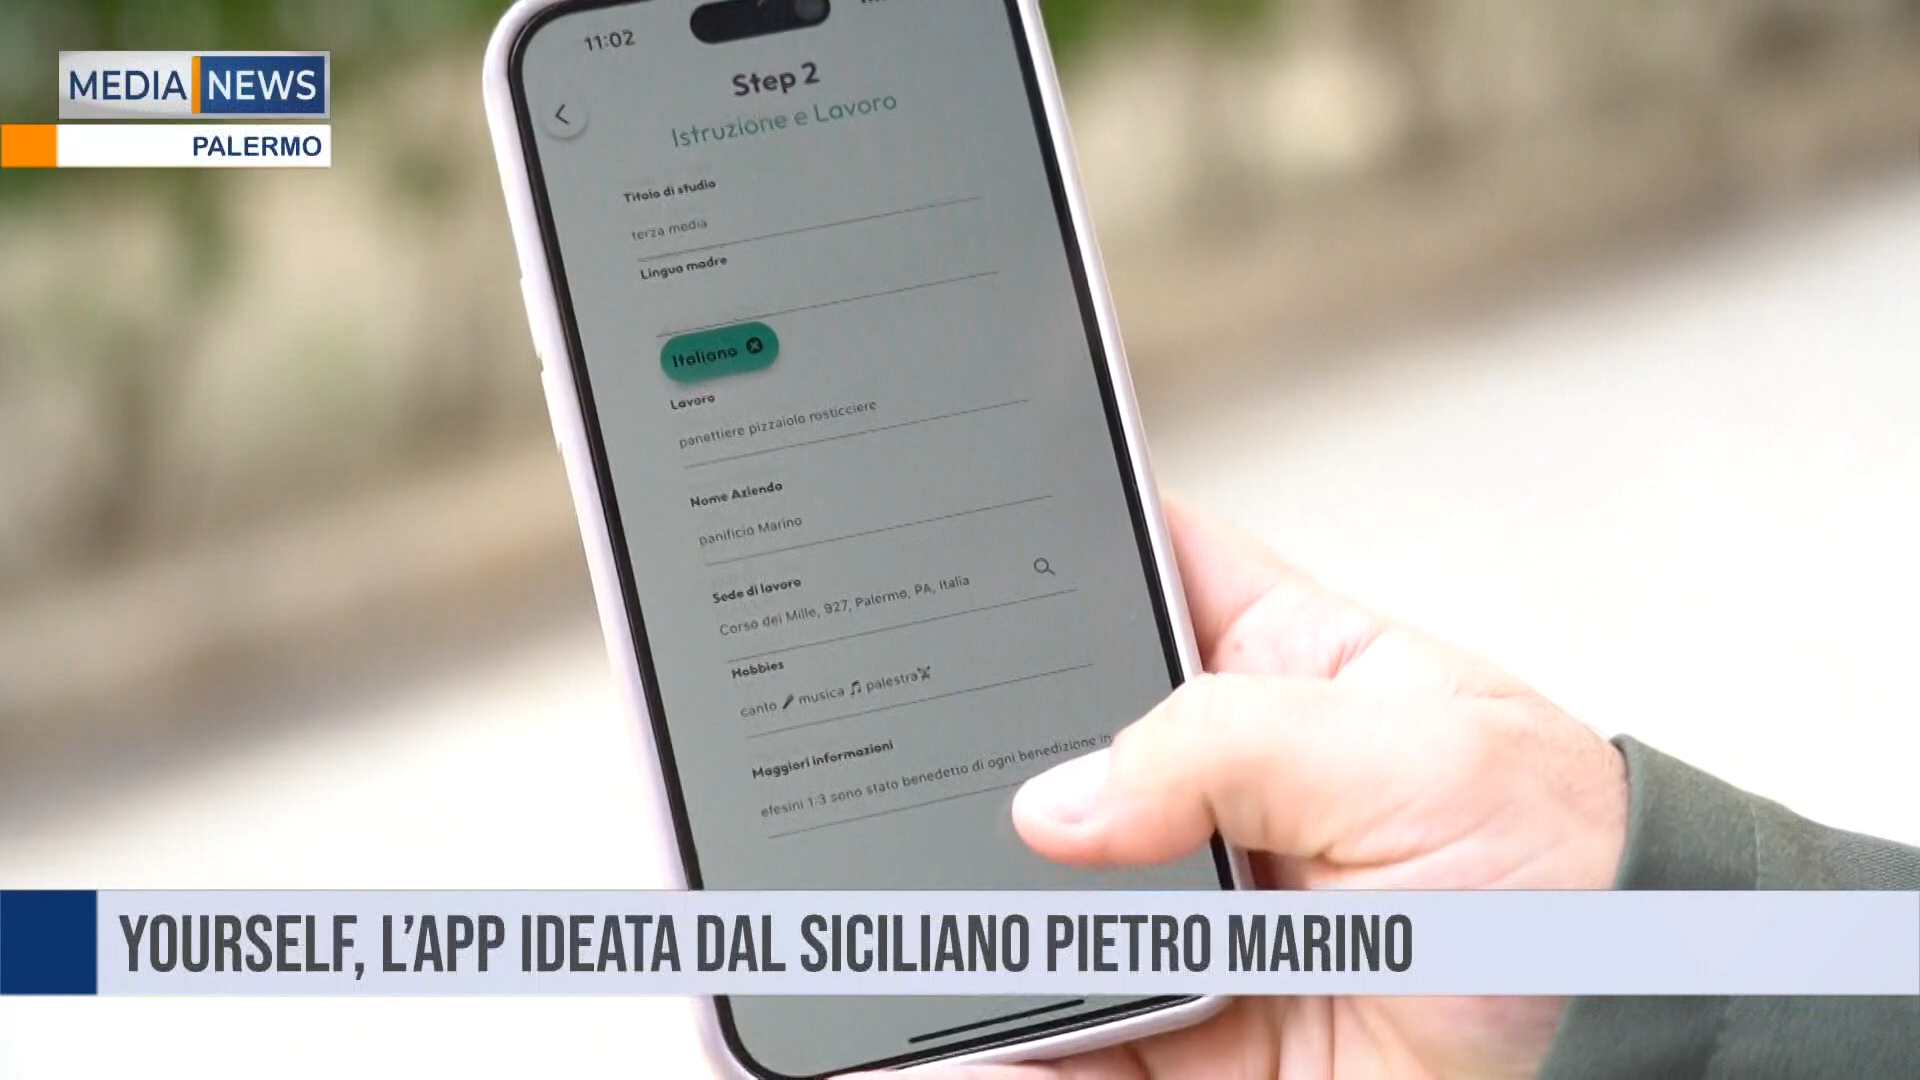 MEDIA NEWS
PALERMO
11:02
Step 2
Istruzione e Lavoro
Titolo di studio
terza media
Lingua madre
Italiano
Lavoro
panettiere pizzaiolo rosticciere
Nome Azienda
panificio Marino
Sede di lavoro
Corso dei Mille, 927, Palermo, PA, Italia
Hobbies
canto 🎤 musica 🎵 palestra🏋
Maggiori informazioni
efesini 1:3 sono stato benedetto di ogni benedizione in
YOURSELF, L'APP IDEATA DAL SICILIANO PIETRO MARINO